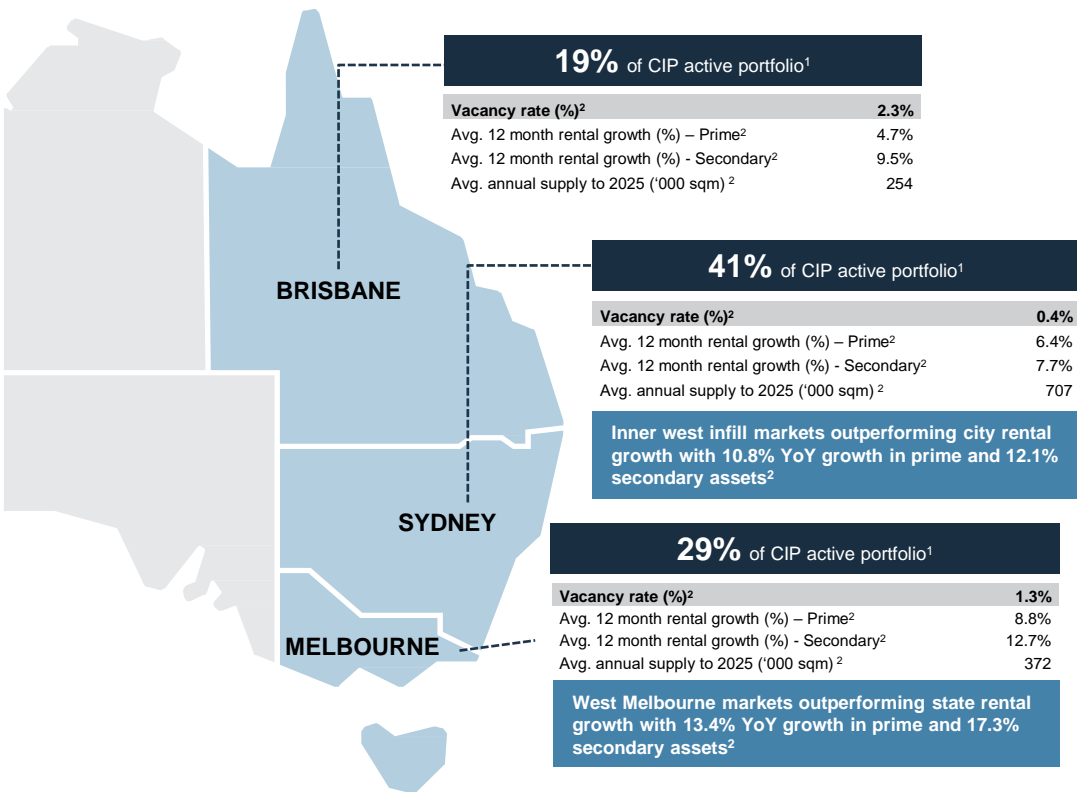 19% of CIP active portfolio¹
Vacancy rate (%)² 2.3%
Avg. 12 month rental growth (%) – Prime² 4.7%
Avg. 12 month rental growth (%) - Secondary² 9.5%
Avg. annual supply to 2025 (‘000 sqm) ² 254
BRISBANE
41% of CIP active portfolio¹
Vacancy rate (%)² 0.4%
Avg. 12 month rental growth (%) – Prime² 6.4%
Avg. 12 month rental growth (%) - Secondary² 7.7%
Avg. annual supply to 2025 (‘000 sqm) ² 707
Inner west infill markets outperforming city rental
growth with 10.8% YoY growth in prime and 12.1%
secondary assets²
SYDNEY
29% of CIP active portfolio¹
Vacancy rate (%)² 1.3%
Avg. 12 month rental growth (%) – Prime² 8.8%
Avg. 12 month rental growth (%) - Secondary² 12.7%
Avg. annual supply to 2025 (‘000 sqm) ² 372
MELBOURNE
West Melbourne markets outperforming state rental
growth with 13.4% YoY growth in prime and 17.3%
secondary assets²